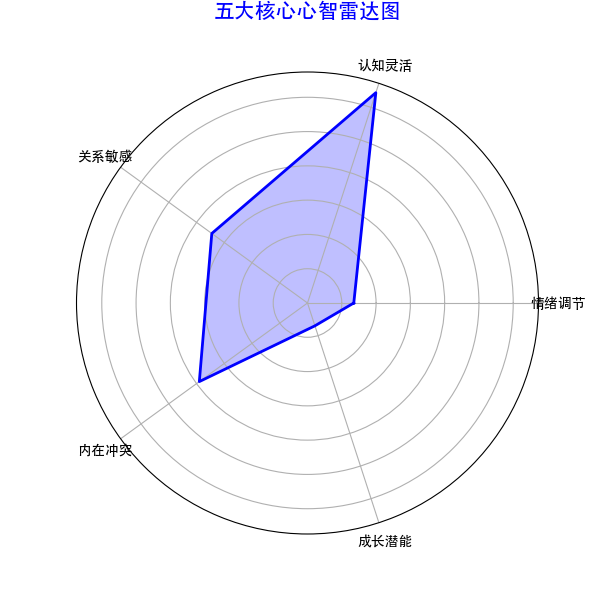 五大核心心智雷达图
认知灵活
关系敏感
情绪调节
内在冲突
成长潜能